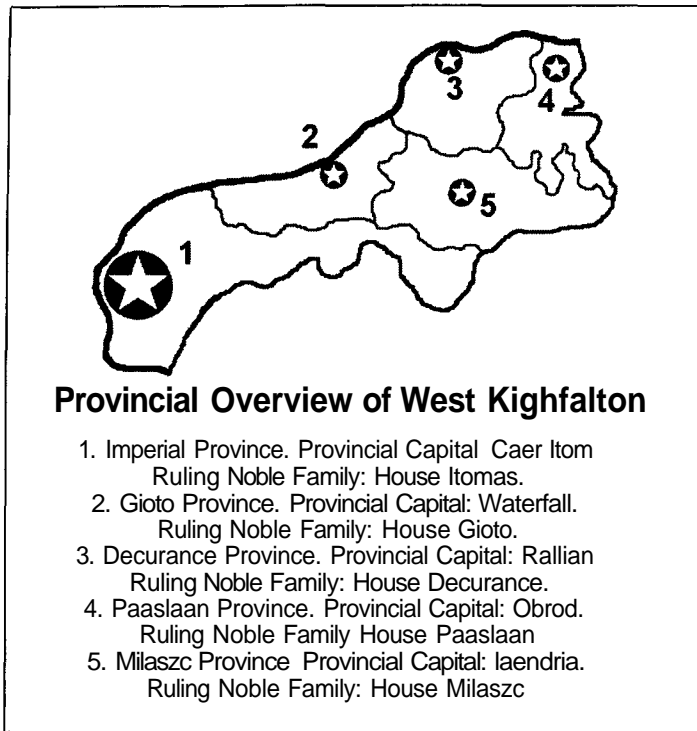 3
4
2
5
1
Provincial Overview of West Kighfalton
1. Imperial Province. Provincial Capital Caer Itom
Ruling Noble Family: House Itomas.
2. Gioto Province. Provincial Capital: Waterfall.
Ruling Noble Family: House Gioto.
3. Decurance Province. Provincial Capital: Rallian
Ruling Noble Family: House Decurance.
4. Paaslaan Province. Provincial Capital: Obrod.
Ruling Noble Family House Paaslaan
5. Milaszc Province Provincial Capital: Iaendria.
Ruling Noble Family: House Milaszc